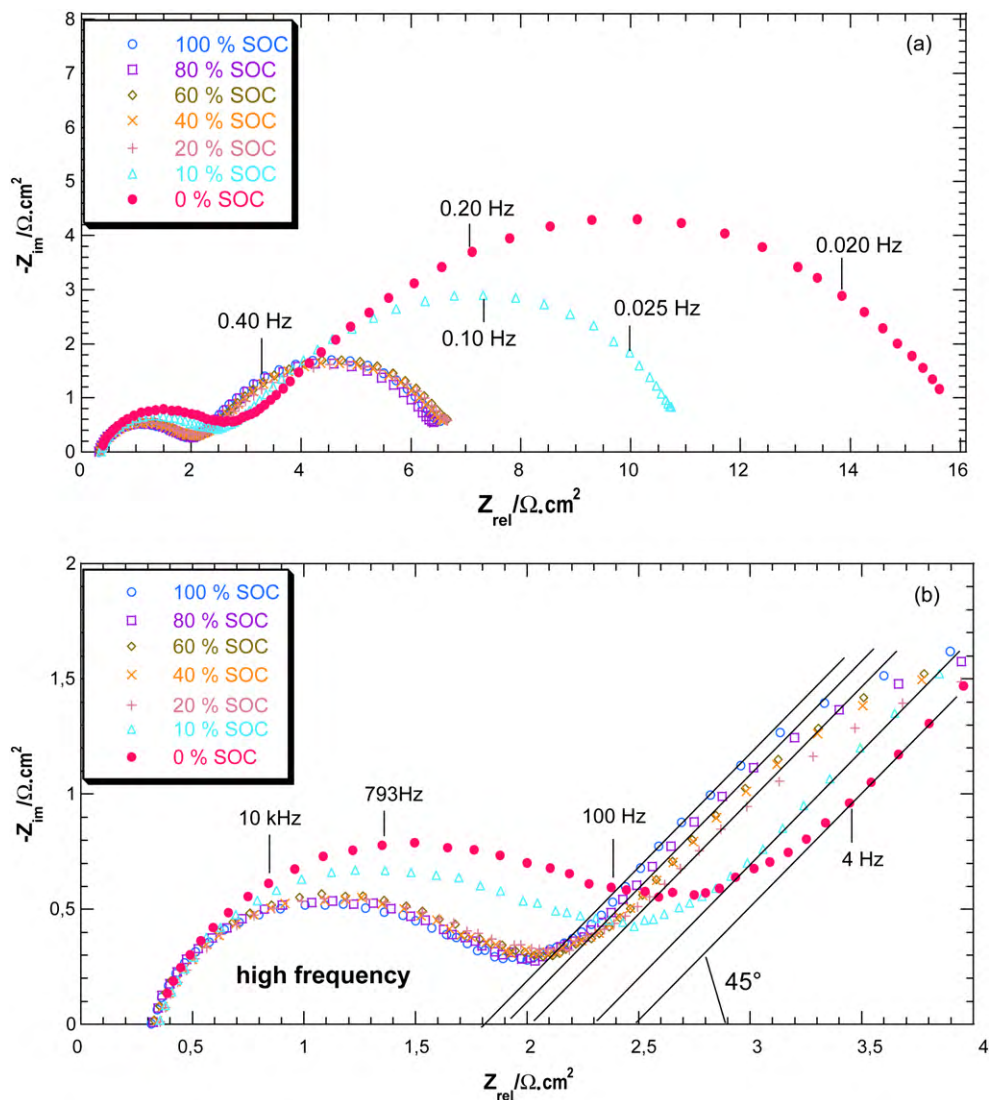 (a)
100 % SOC
80 % SOC
60 % SOC
40 % SOC
20 % SOC
10 % SOC
0 % SOC
8
7
6
5
4
3
2
1
0
-Z_im/Ω.cm²
0.20 Hz
0.020 Hz
0.40 Hz
0.10 Hz
0.025 Hz
0 2 4 6 8 10 12 14 16
Z_rel/Ω.cm²
(b)
100 % SOC
80 % SOC
60 % SOC
40 % SOC
20 % SOC
10 % SOC
0 % SOC
2
1,5
1
0,5
0
-Z_im/Ω.cm²
10 kHz
793Hz
100 Hz
4 Hz
high frequency
45°
0 0,5 1 1,5 2 2,5 3 3,5 4
Z_rel/Ω.cm²